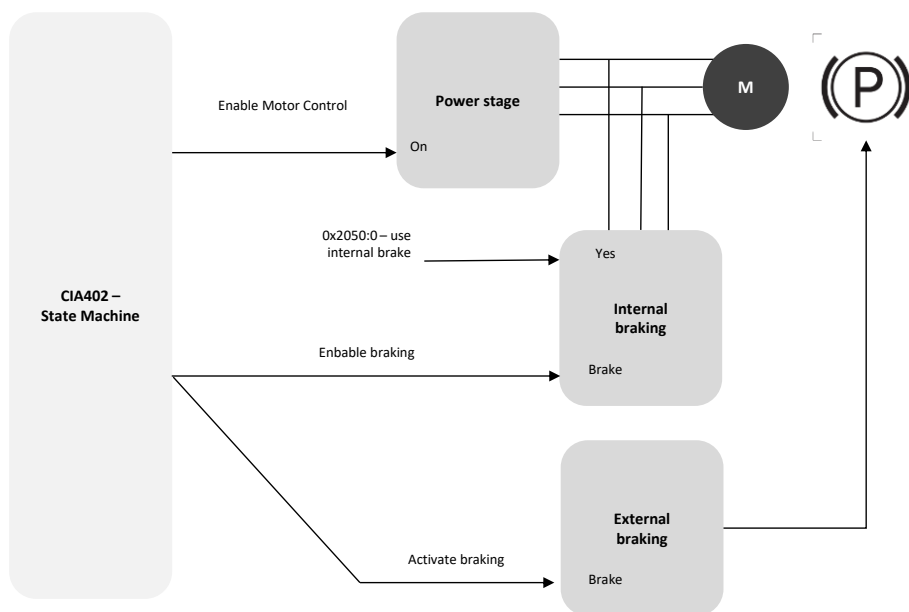 Enable Motor Control
Power stage
On
M
P
0x2050:0 – use
internal brake
Yes
CIA402 –
State Machine
Internal
braking
Enbable braking
Brake
External
braking
Activate braking
Brake